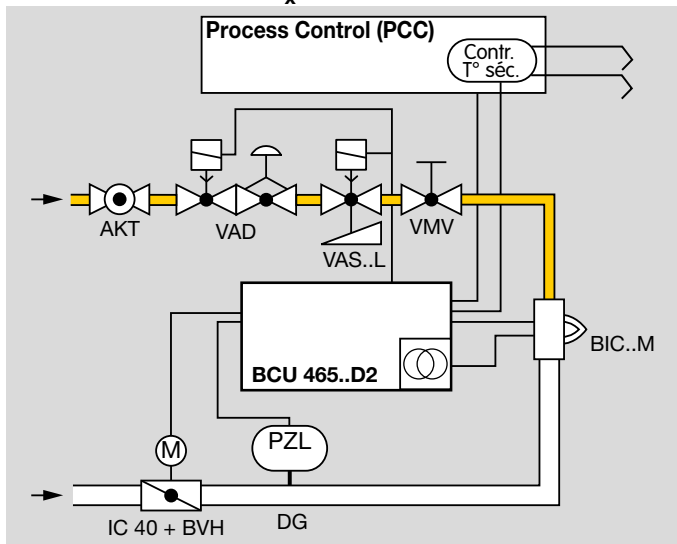 x
Process Control (PCC)
Contr.
T° séc.
AKT
VAD
VAS..L
VMV
BCU 465..D2
BIC..M
M
PZL
IC 40 + BVH
DG